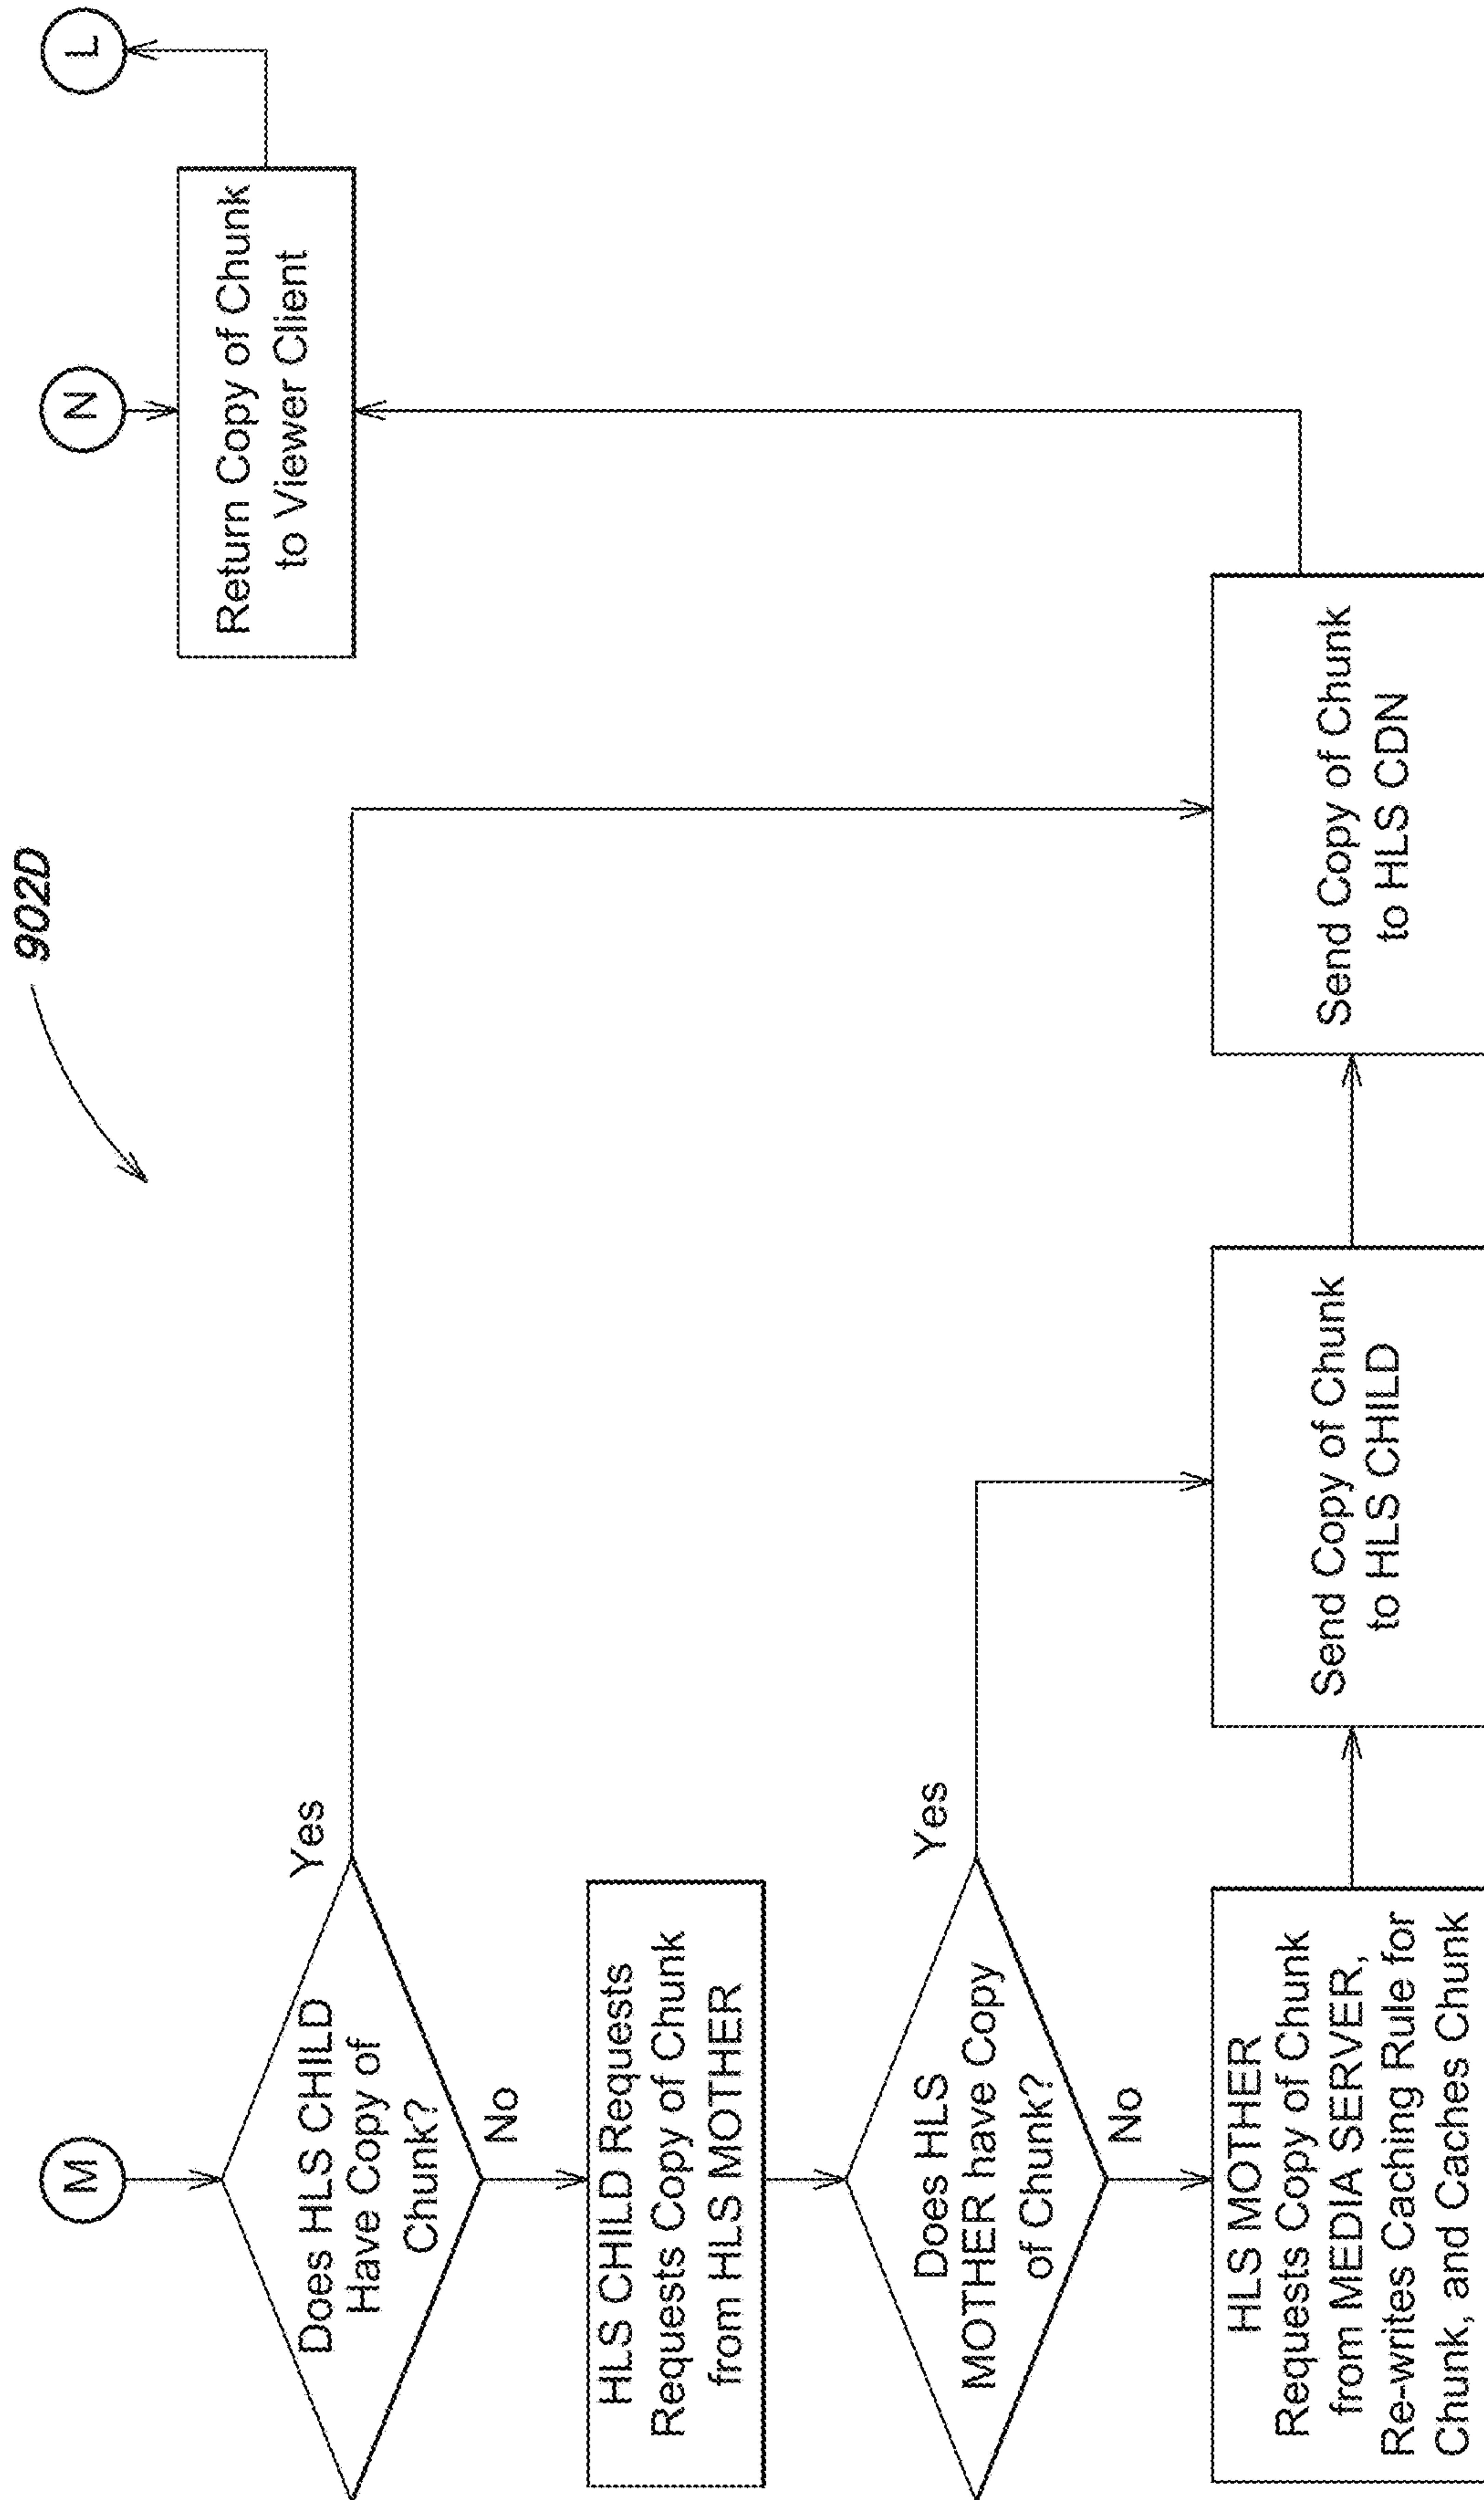 902D
M
Does HLS CHILD
Have Copy of
Chunk?
Yes
No
HLS CHILD Requests
Requests Copy of Chunk
from HLS MOTHER
Does HLS
MOTHER have Copy
of Chunk?
Yes
No
HLS MOTHER
Requests Copy of Chunk
from MEDIA SERVER,
Re-writes Caching Rule for
Chunk, and Caches Chunk
Send Copy of Chunk
to HLS CHILD
Send Copy of Chunk
to HLS CDN
N
Return Copy of Chunk
to Viewer Client
L